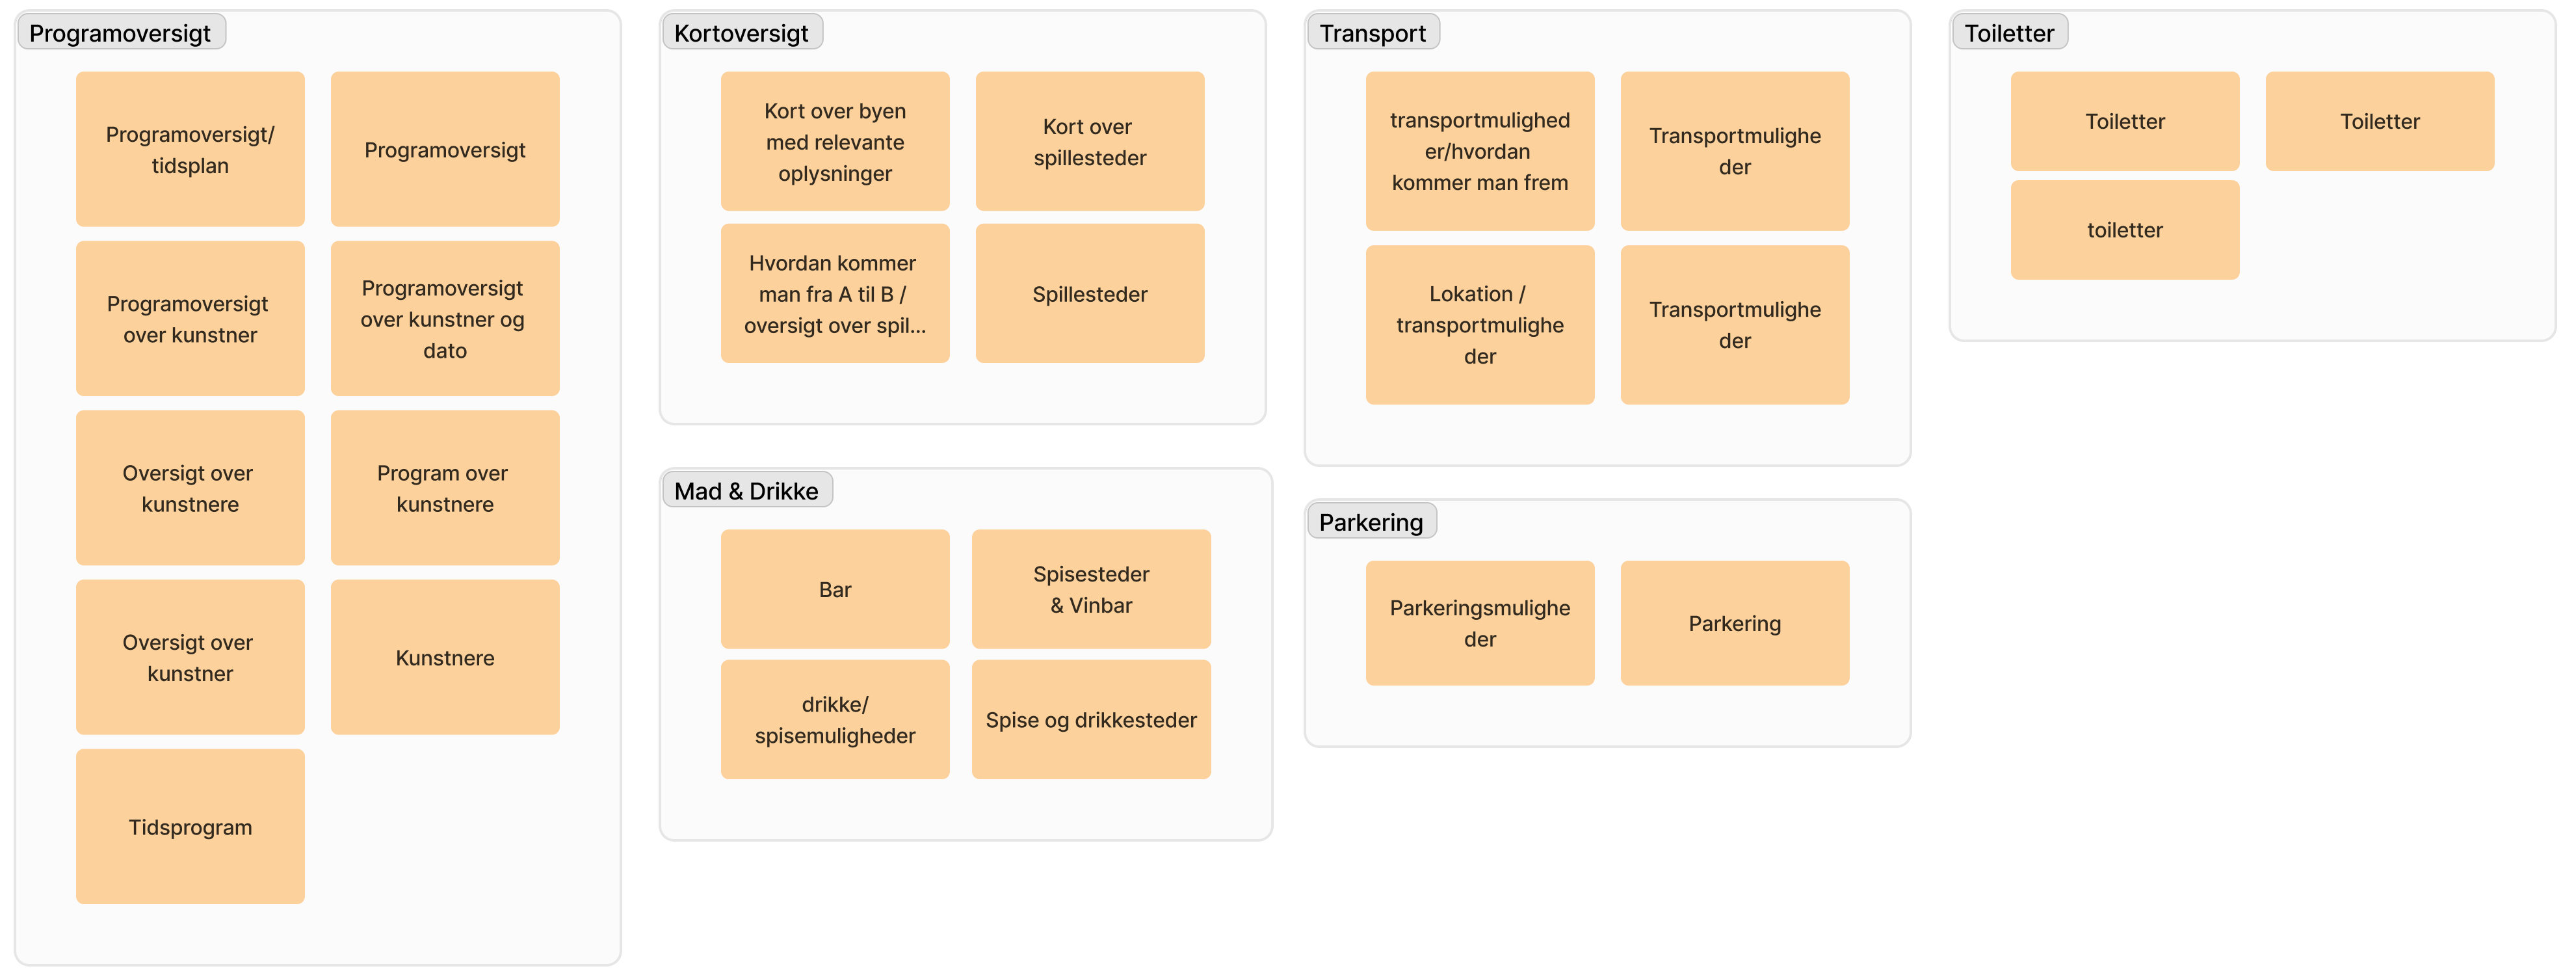 Programoversigt
Programoversigt/
tidsplan
Programoversigt
Programoversigt
over kunstner
Programoversigt
over kunstner og
dato
Oversigt over
kunstnere
Program over
kunstnere
Oversigt over
kunstner
Kunstnere
Tidsprogram
Kortoversigt
Kort over byen
med relevante
oplysninger
Kort over
spillesteder
Hvordan kommer
man fra A til B /
oversigt over spil...
Spillesteder
Mad & Drikke
Bar
Spisesteder
& Vinbar
drikke/
spisemuligheder
Spise og drikkesteder
Transport
transportmulighed
er/hvordan
kommer man frem
Transportmulighe
der
Lokation /
transportmulighe
der
Transportmulighe
der
Parkering
Parkeringsmulighe
der
Parkering
Toiletter
Toiletter
Toiletter
toiletter